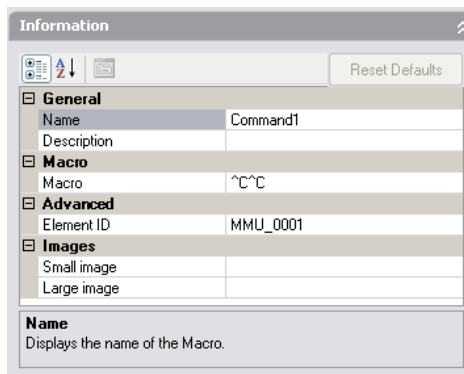 Information
Reset Defaults
General
Name Command1
Description
Macro
Macro ^C^C
Advanced
Element ID MMU_0001
Images
Small image
Large image
Name
Displays the name of the Macro.